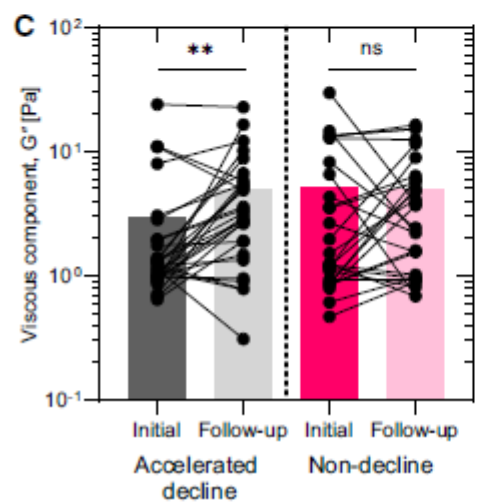 C
Viscous component, G" [Pa]
10²
10¹
10⁰
10⁻¹
**
ns
Initial Follow-up Initial Follow-up
Accelerated
decline
Non-decline